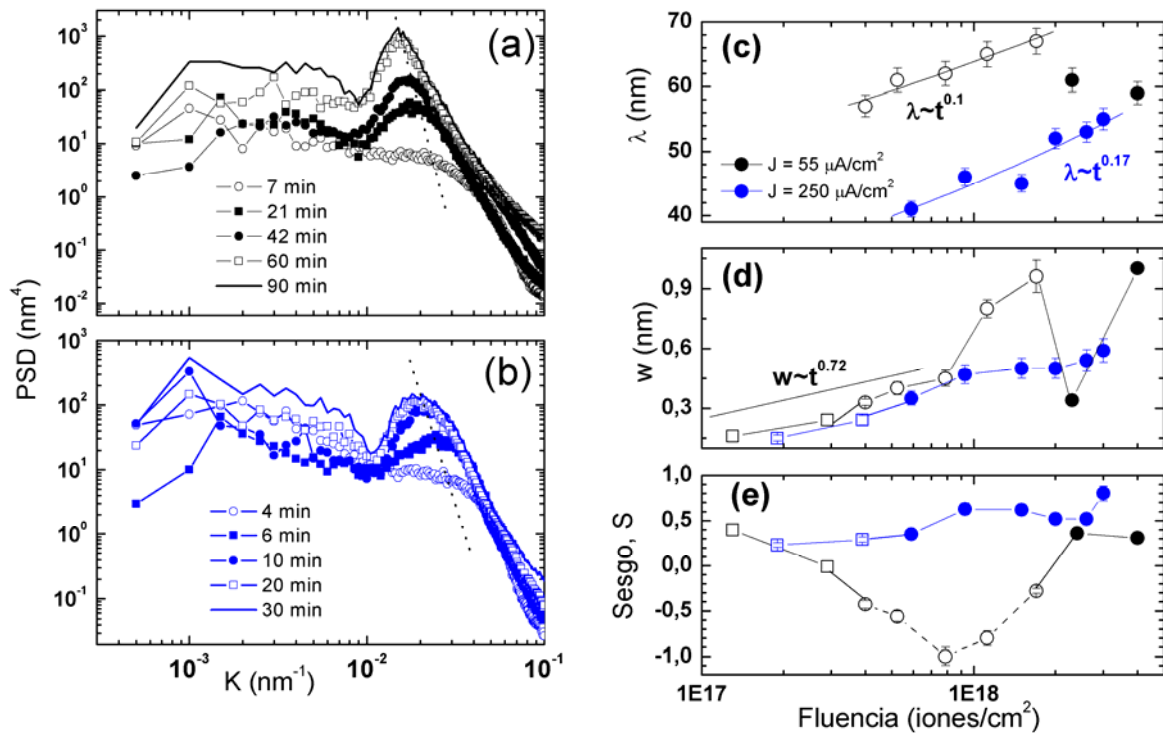 (a)
10³
10²
10¹
10⁰
10⁻¹
10⁻²
7 min
21 min
42 min
60 min
90 min
PSD (nm⁴)
(b)
10³
10²
10¹
10⁰
10⁻¹
4 min
6 min
10 min
20 min
30 min
10⁻³
10⁻²
10⁻¹
K (nm⁻¹)
(c)
λ (nm)
70
60
50
40
λ~t^0.1
λ~t^0.17
J = 55 μA/cm²
J = 250 μA/cm²
(d)
w (nm)
0,9
0,6
0,3
w~t^0.72
(e)
Sesgo, S
1,0
0,5
0,0
-0,5
-1,0
1E17
1E18
Fluencia (iones/cm²)